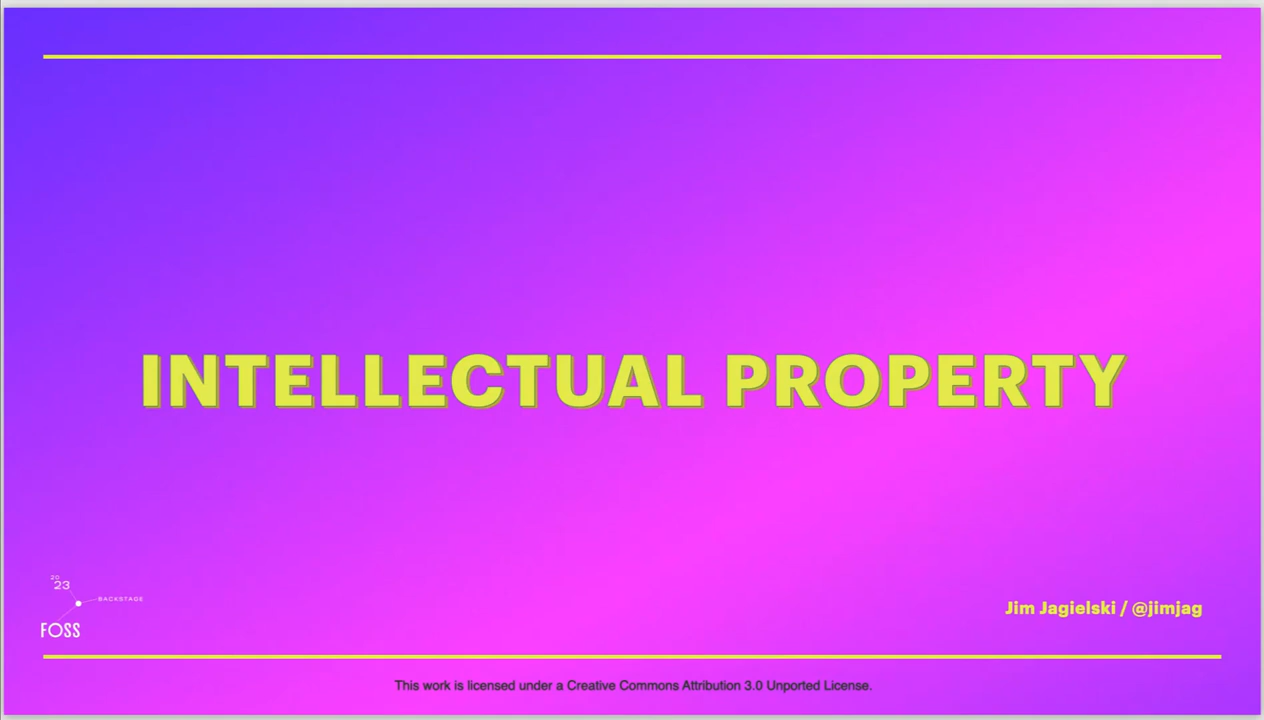 INTELLECTUAL PROPERTY
20
23
BACKSTAGE
FOSS
Jim Jagielski / @jimjag
This work is licensed under a Creative Commons Attribution 3.0 Unported License.